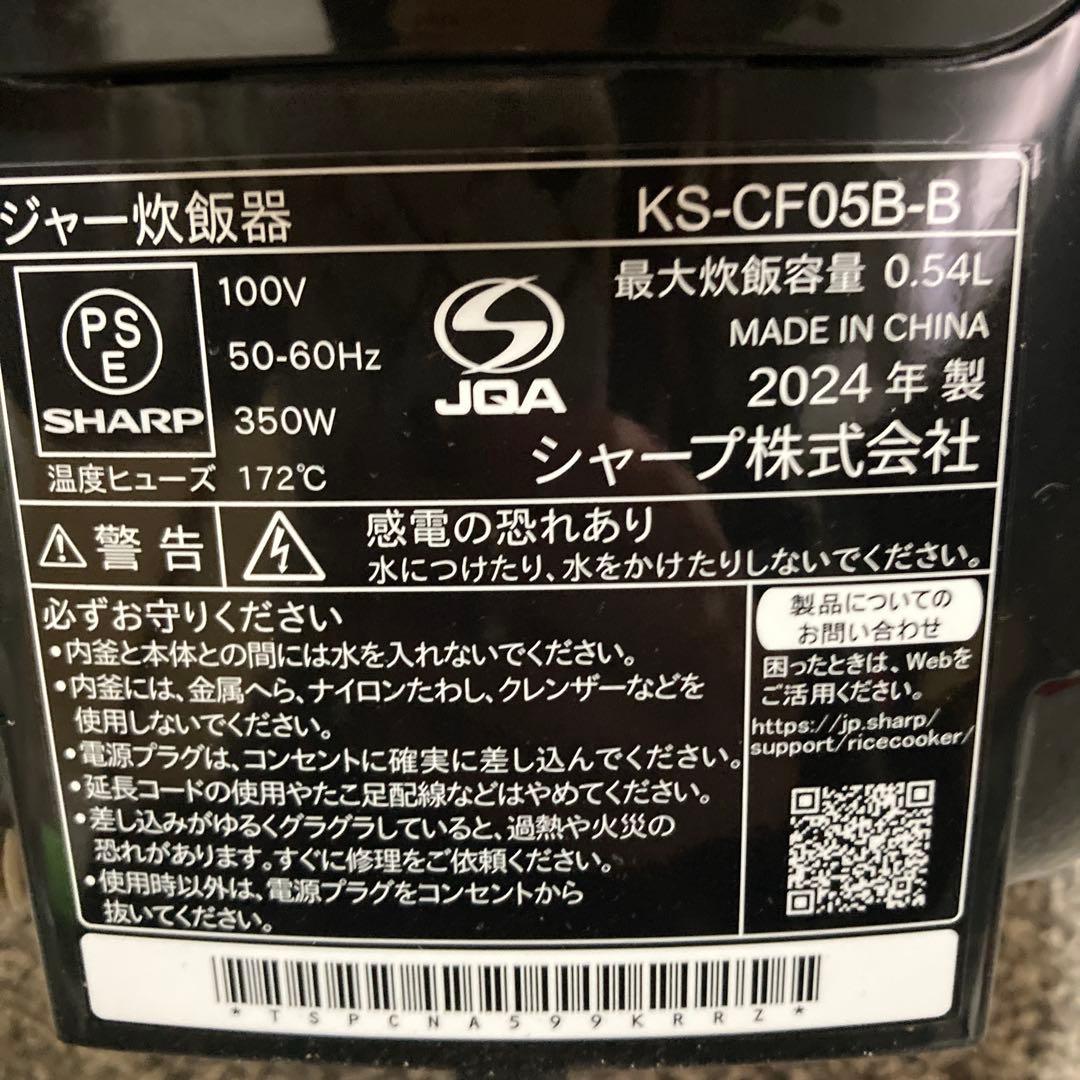 ジャー炊飯器
KS-CF05B-B
PSE
SHARP
100V
50-60Hz
350W
温度ヒューズ 172℃
JQA
最大炊飯容量 0.54L
MADE IN CHINA
2024年製
シャープ株式会社
警告
感電の恐れあり
水につけたり、水をかけたりしないでください。
必ずお守りください
・内釜と本体との間には水を入れないでください。
・内釜には、金属へら、ナイロンたわし、クレンザーなどを
使用しないでください。
・電源プラグは、コンセントに確実に差し込んでください。
・延長コードの使用やたこ足配線などはやめてください。
・差し込みがゆるくグラグラしていると、過熱や火災の
恐れがあります。すぐに修理をご依頼ください。
・使用時以外は、電源プラグをコンセントから
抜いてください。
製品についての
お問い合わせ
困ったときは、Webを
ご活用ください。
https://jp.sharp/
support/ricecooker/
*TSPCNA599KRRZ*